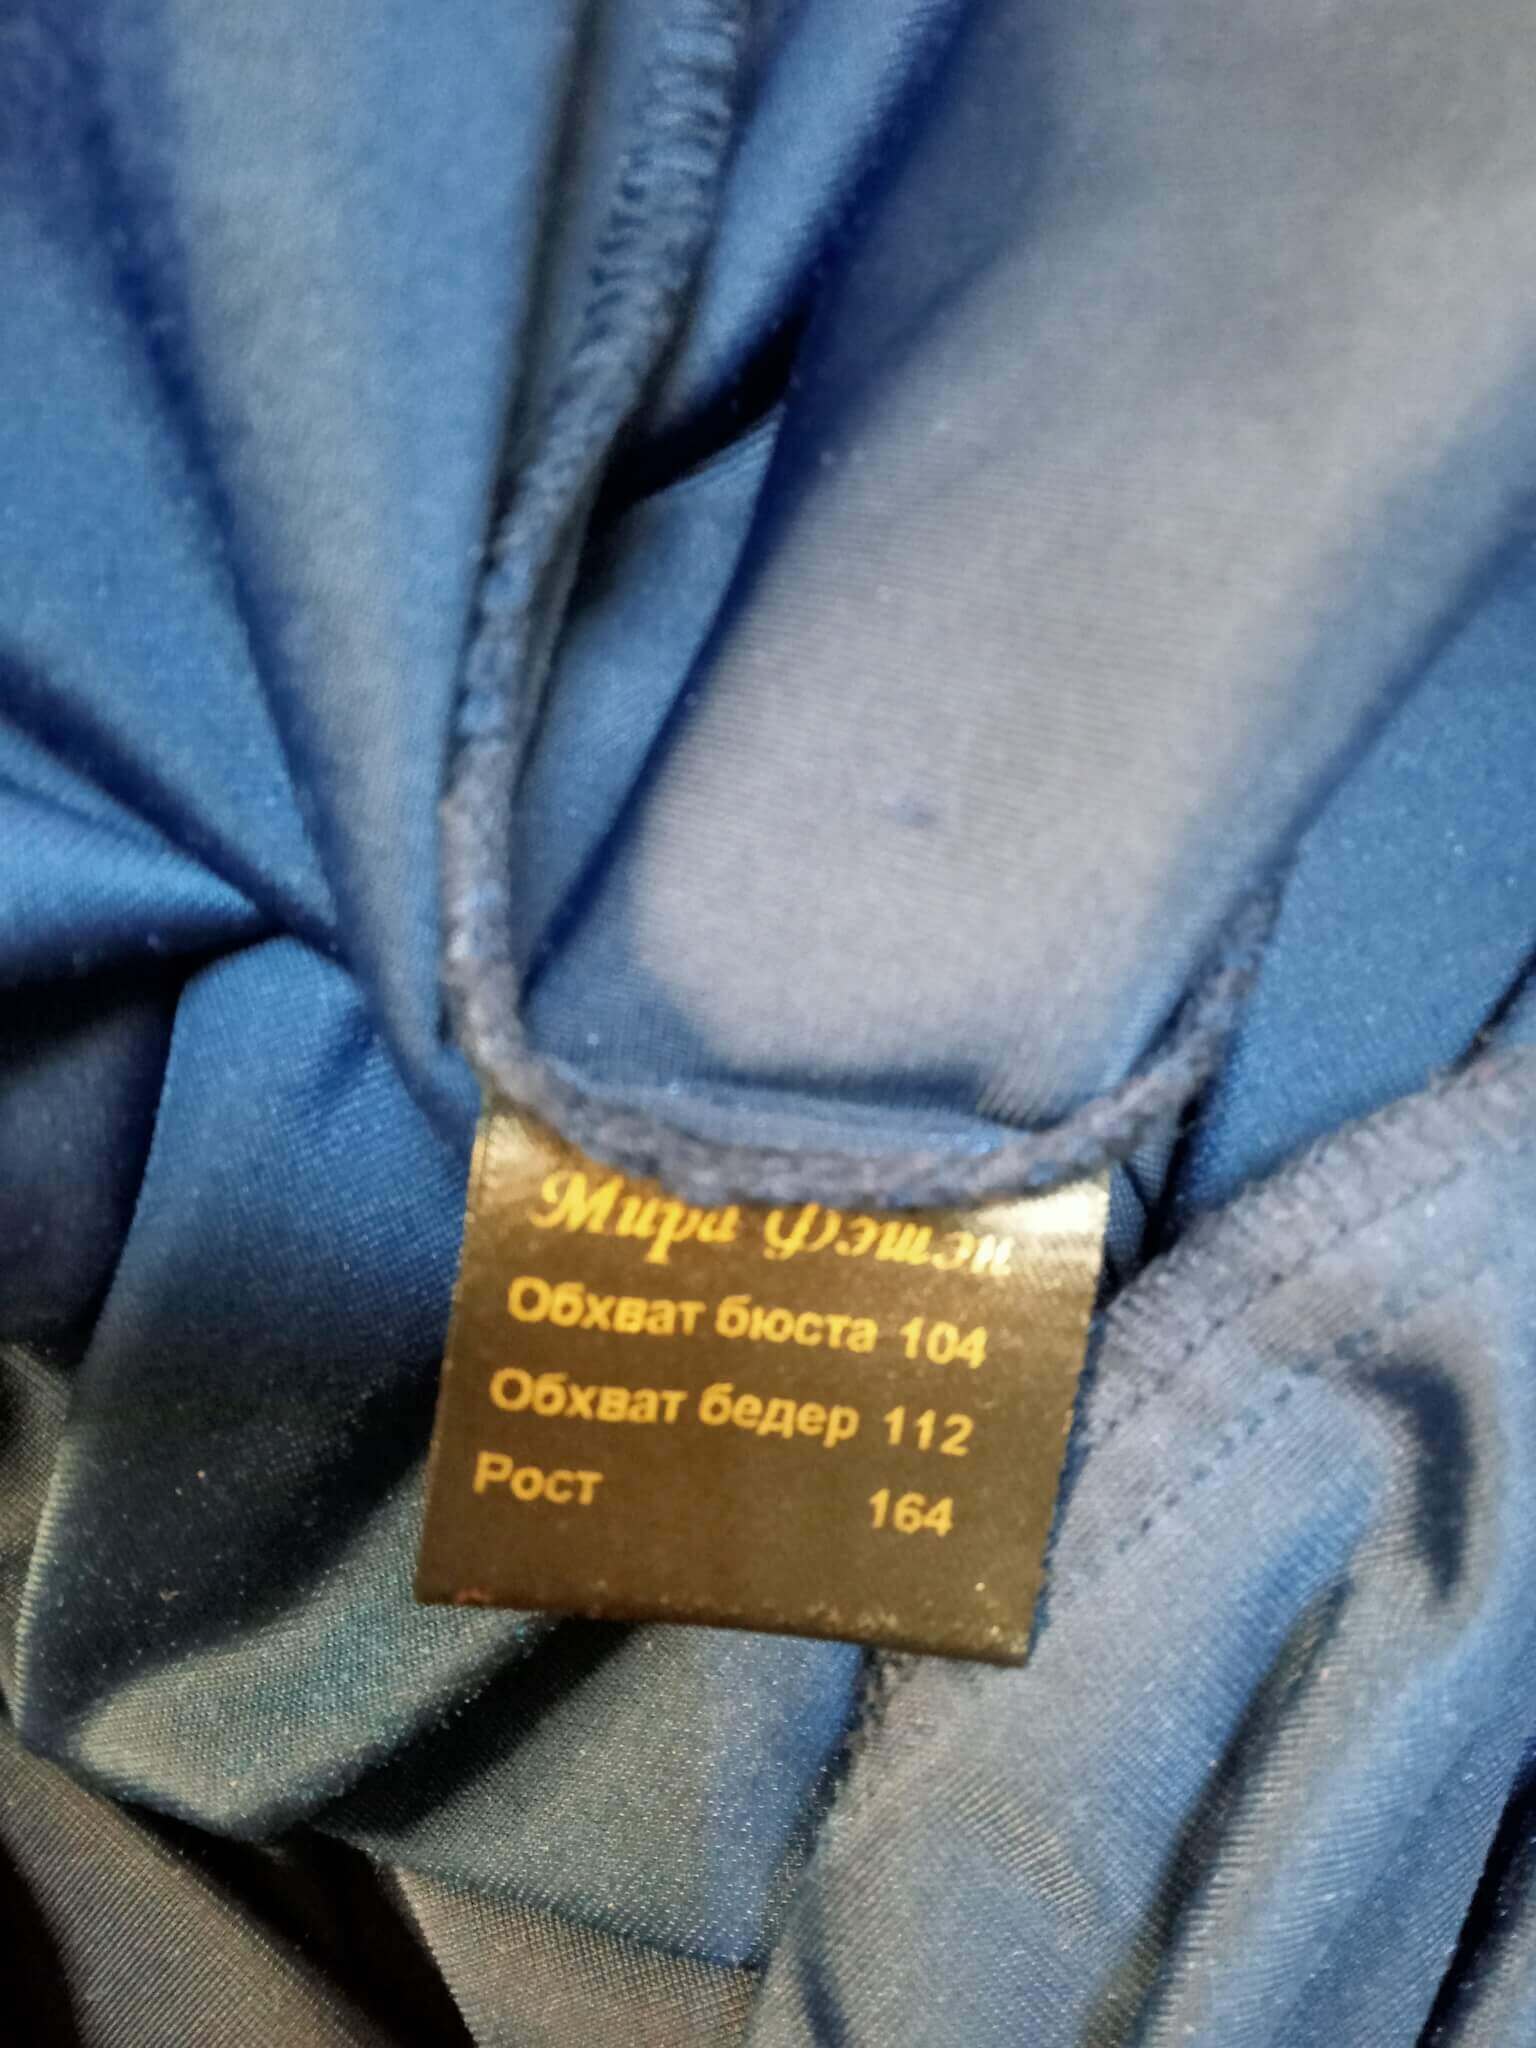 Мира Фэшэн
Обхват бюста 104
Обхват бедер 112
Рост 164